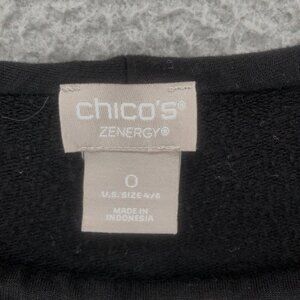 chico's®
ZENERGY®
0
U.S. SIZE 4/6
MADE IN
INDONESIA